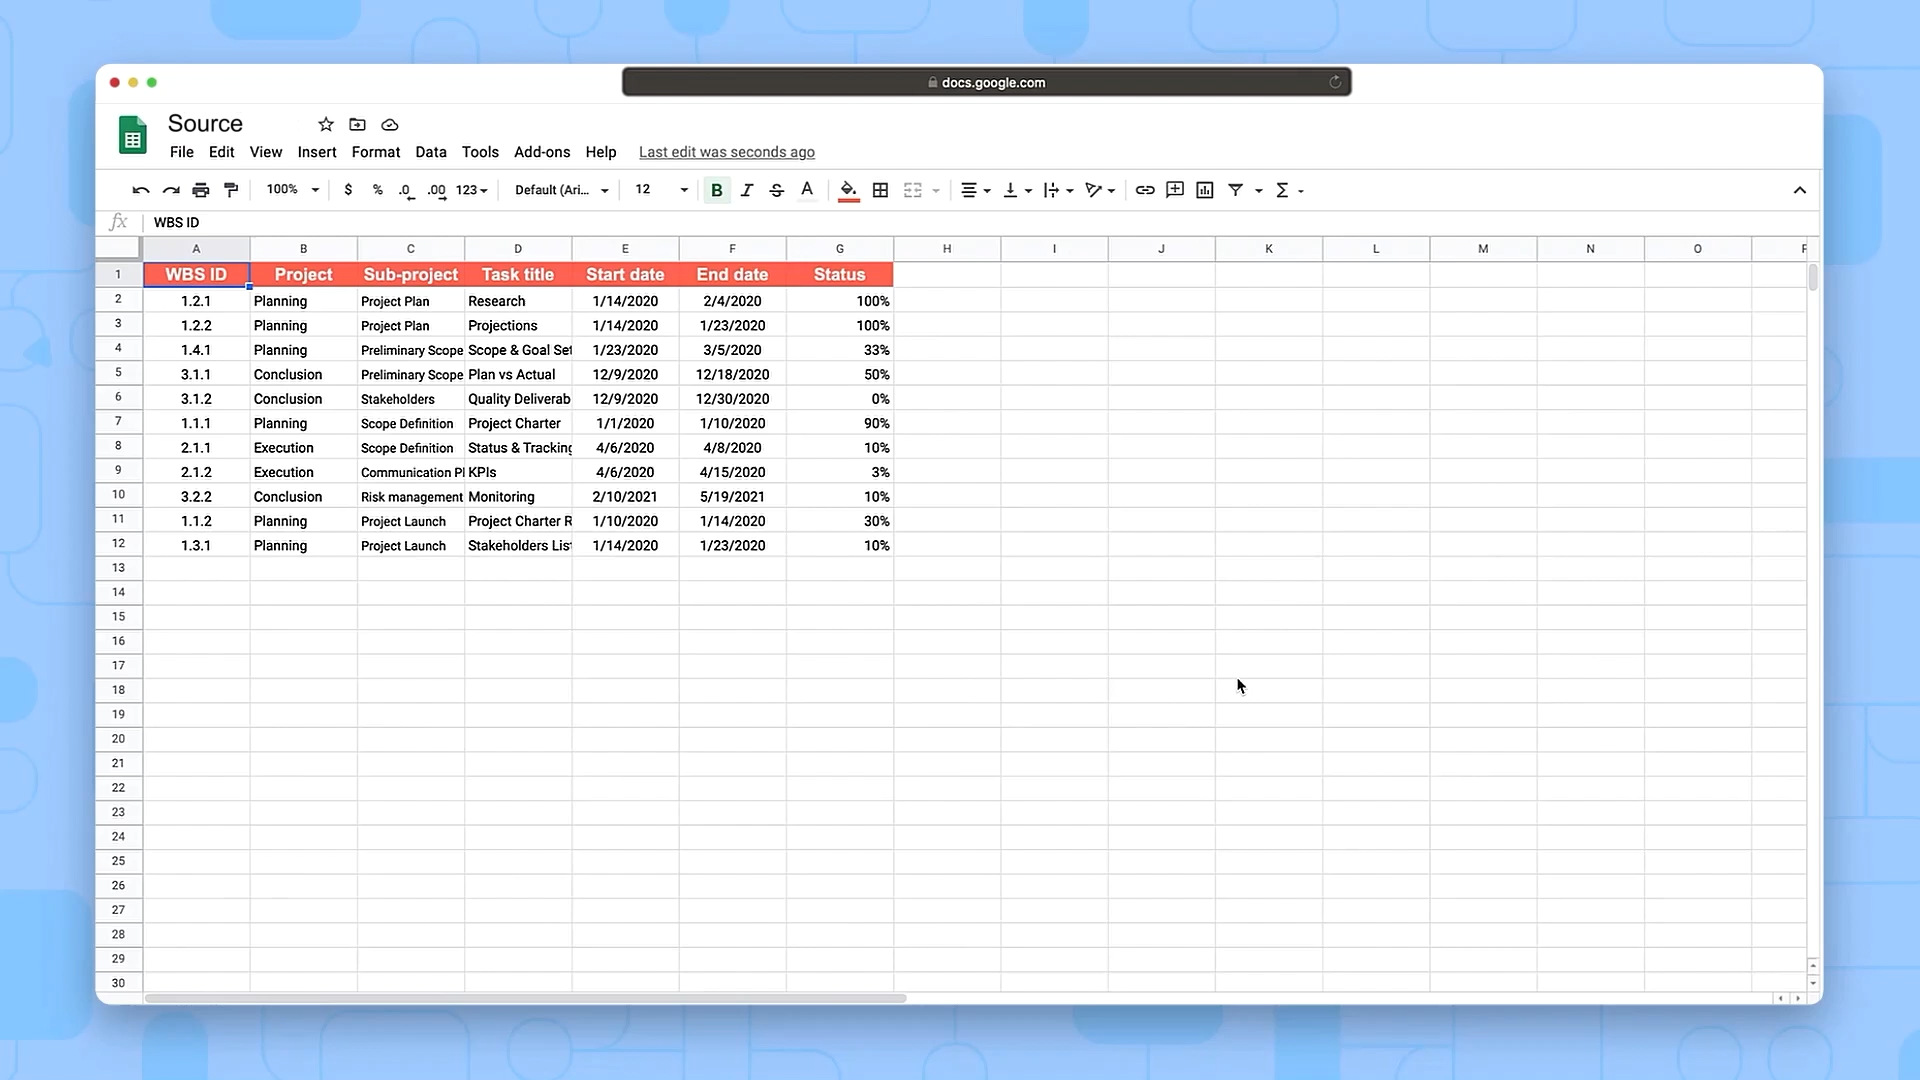 docs.google.com
Source
File Edit View Insert Format Data Tools Add-ons Help Last edit was seconds ago
100% $ % .0 .00 123 Default (Ari... 12 B I S A Σ
fx WBS ID
A B C D E F G H I J K L M N O
1 WBS ID Project Sub-project Task title Start date End date Status
2 1.2.1 Planning Project Plan Research 1/14/2020 2/4/2020 100%
3 1.2.2 Planning Project Plan Projections 1/14/2020 1/23/2020 100%
4 1.4.1 Planning Preliminary Scope Scope & Goal Set 1/23/2020 3/5/2020 33%
5 3.1.1 Conclusion Preliminary Scope Plan vs Actual 12/9/2020 12/18/2020 50%
6 3.1.2 Conclusion Stakeholders Quality Deliverab 12/9/2020 12/30/2020 0%
7 1.1.1 Planning Scope Definition Project Charter 1/1/2020 1/10/2020 90%
8 2.1.1 Execution Scope Definition Status & Tracking 4/6/2020 4/8/2020 10%
9 2.1.2 Execution Communication Pl KPIs 4/6/2020 4/15/2020 3%
10 3.2.2 Conclusion Risk management Monitoring 2/10/2021 5/19/2021 10%
11 1.1.2 Planning Project Launch Project Charter R 1/10/2020 1/14/2020 30%
12 1.3.1 Planning Project Launch Stakeholders List 1/14/2020 1/23/2020 10%
13
14
15
16
17
18
19
20
21
22
23
24
25
26
27
28
29
30